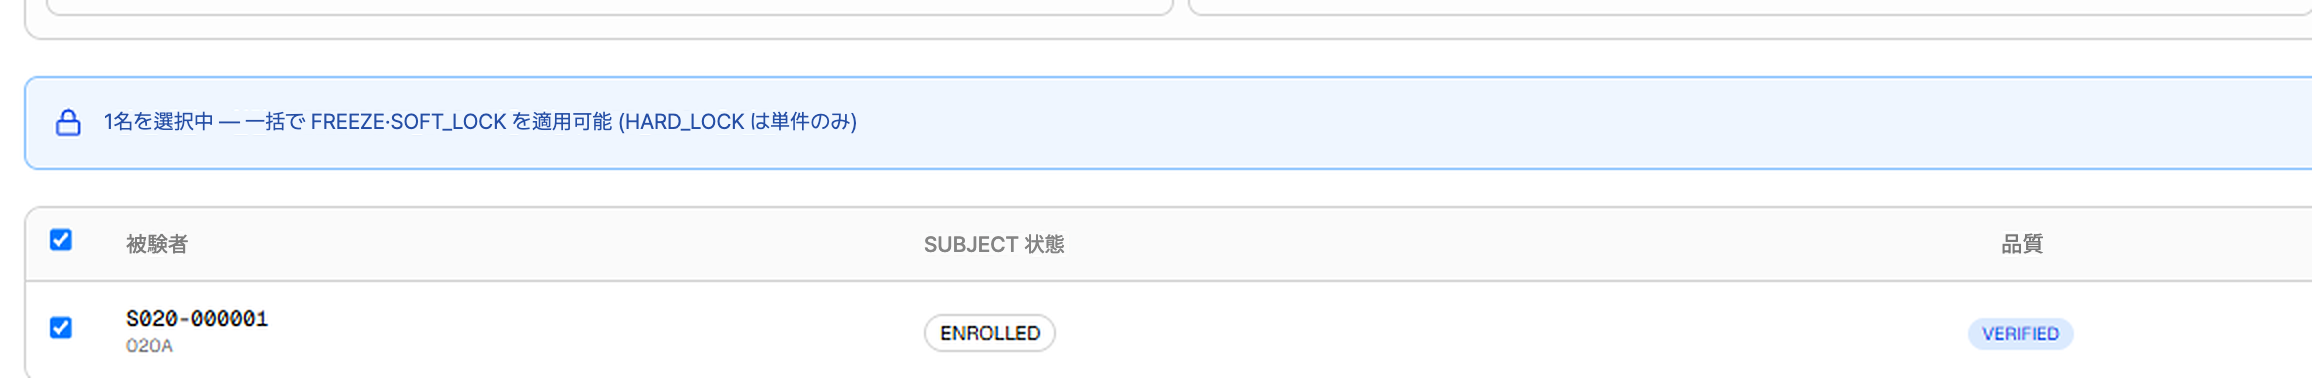 1名を選択中 — 一括で FREEZE·SOFT_LOCK を適用可能 (HARD_LOCK は単件のみ)
被験者 SUBJECT 状態 品質
S020-000001 ENROLLED VERIFIED
020A